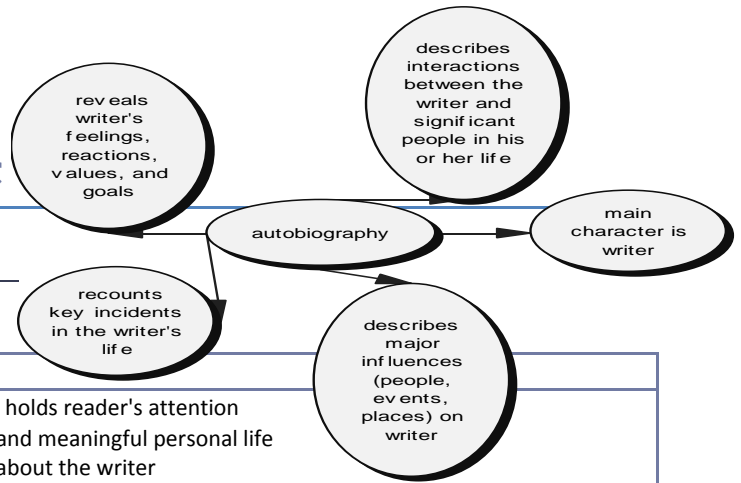 describes
interactions
between the
writer and
significant
people in his
or her life
reveals
writer's
feelings,
reactions,
values, and
goals
autobiography
main
character is
writer
recounts
key incidents
in the writer's
life
describes
major
influences
(people,
events,
places) on
writer
holds reader's attention
and meaningful personal life
about the writer